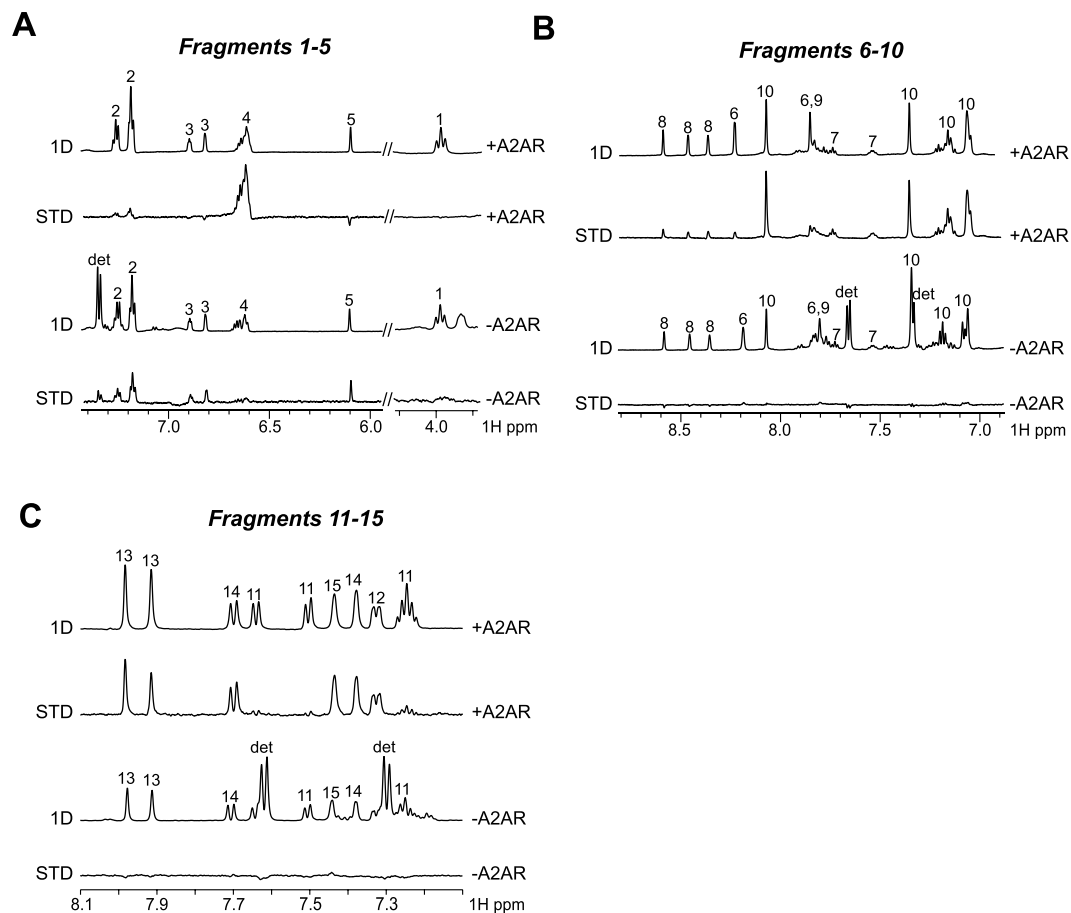 A
Fragments 1-5
2
2
3 3 4 5 1
1D // +A2AR
STD // +A2AR
det
2
2
3 3 4 5 1
1D // -A2AR
STD // -A2AR
7.0 6.5 6.0 4.0 1H ppm
B
Fragments 6-10
8 8 8 6 10 6,9 7 7 10 10 10
1D +A2AR
STD +A2AR
10
8 8 8 6 10 6,9 7 det 7 det 10 10
1D -A2AR
STD -A2AR
8.5 8.0 7.5 7.0 1H ppm
C
Fragments 11-15
13 13 14 11 11 15 14 12 11
1D +A2AR
STD +A2AR
det det
13 13 14 11 15 14 11
1D -A2AR
STD -A2AR
8.1 7.9 7.7 7.5 7.3 1H ppm